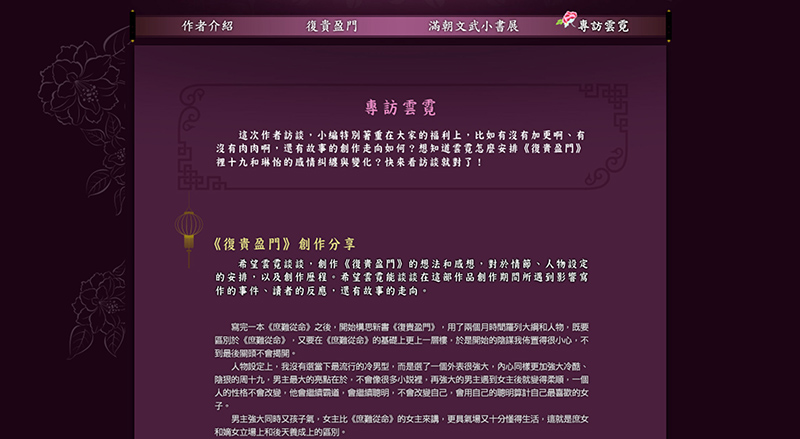 作者介紹 復貴盈門 滿朝文武小書展 專訪雲霓
專訪雲霓
這次作者訪談，小編特別著重在大家的福利上，比如有沒有加更啊、有
沒有肉肉啊，還有故事的創作走向如何？想知道雲霓怎麼安排《復貴盈門》
裡十九和琳怡的感情糾纏與變化？快來看訪談就對了！
《復貴盈門》創作分享
希望雲霓談談，創作《復貴盈門》的想法和感想，對於情節、人物設定
的安排，以及創作歷程。希望雲霓能談談在這部作品創作期間所遇到影響寫
作的事件、讀者的反應，還有故事的走向。
寫完一本《庶難從命》之後，開始構思新書《復貴盈門》，用了兩個月時間羅列大綱和人物，既要
區別於《庶難從命》，又要在《庶難從命》的基礎上更上一層樓，於是開始的陰謀我佈置得很小心，不
到最後關頭不會揭開。
人物設定上，我沒有選當下最流行的冷男型，而是選了一個外表很強大，內心同樣更加強大冷酷、
陰狠的周十九，男主最大的亮點在於，不會像很多小說裡，再強大的男主遇到女主後就變得柔順，一個
人的性格不會改變，他會繼續霸道，會繼續聰明，不會改變自己，會用自己的聰明算計自己最喜歡的女
子。
男主強大同時又孩子氣，女主比《庶難從命》的女主來講，更具氣場又十分懂得生活，這就是庶女
和嫡女立場上和後天養成上的區別。